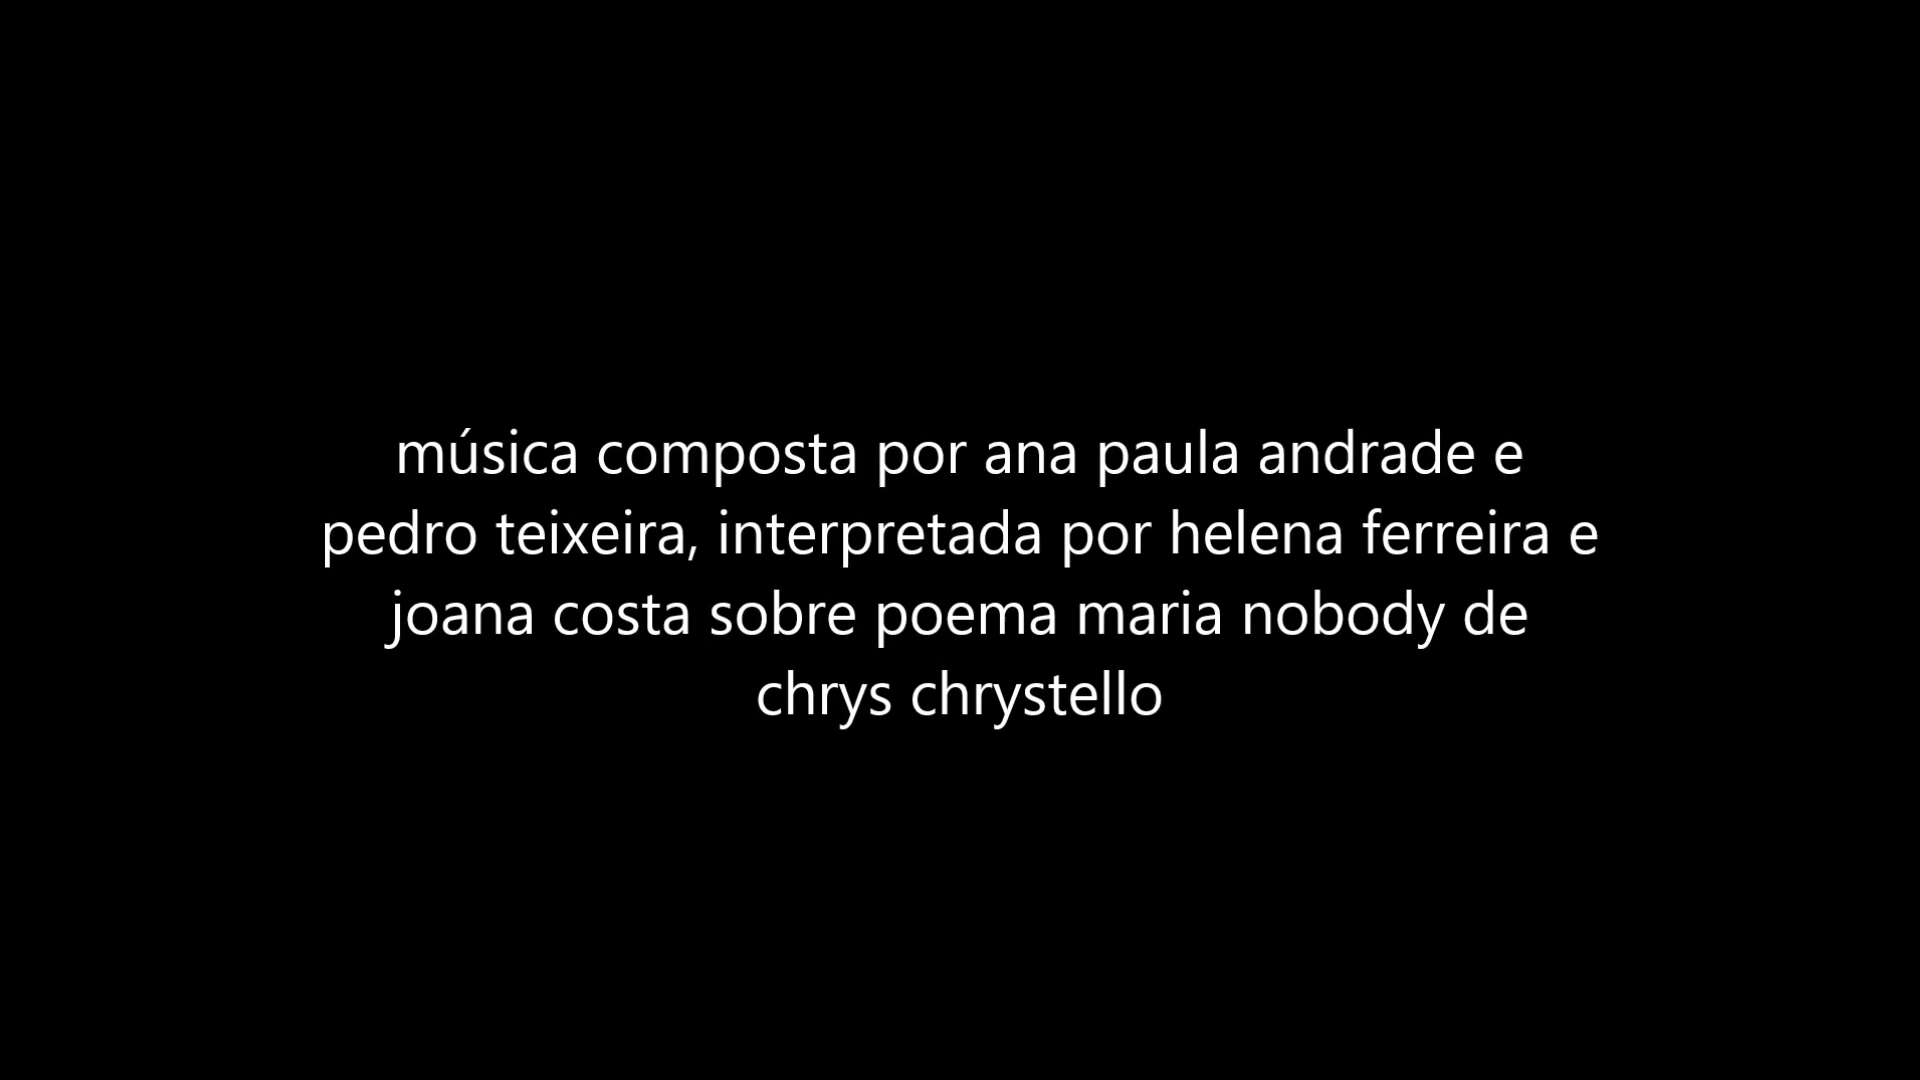 música composta por ana paula andrade e
pedro teixeira, interpretada por helena ferreira e
joana costa sobre poema maria nobody de
chrys chrystello